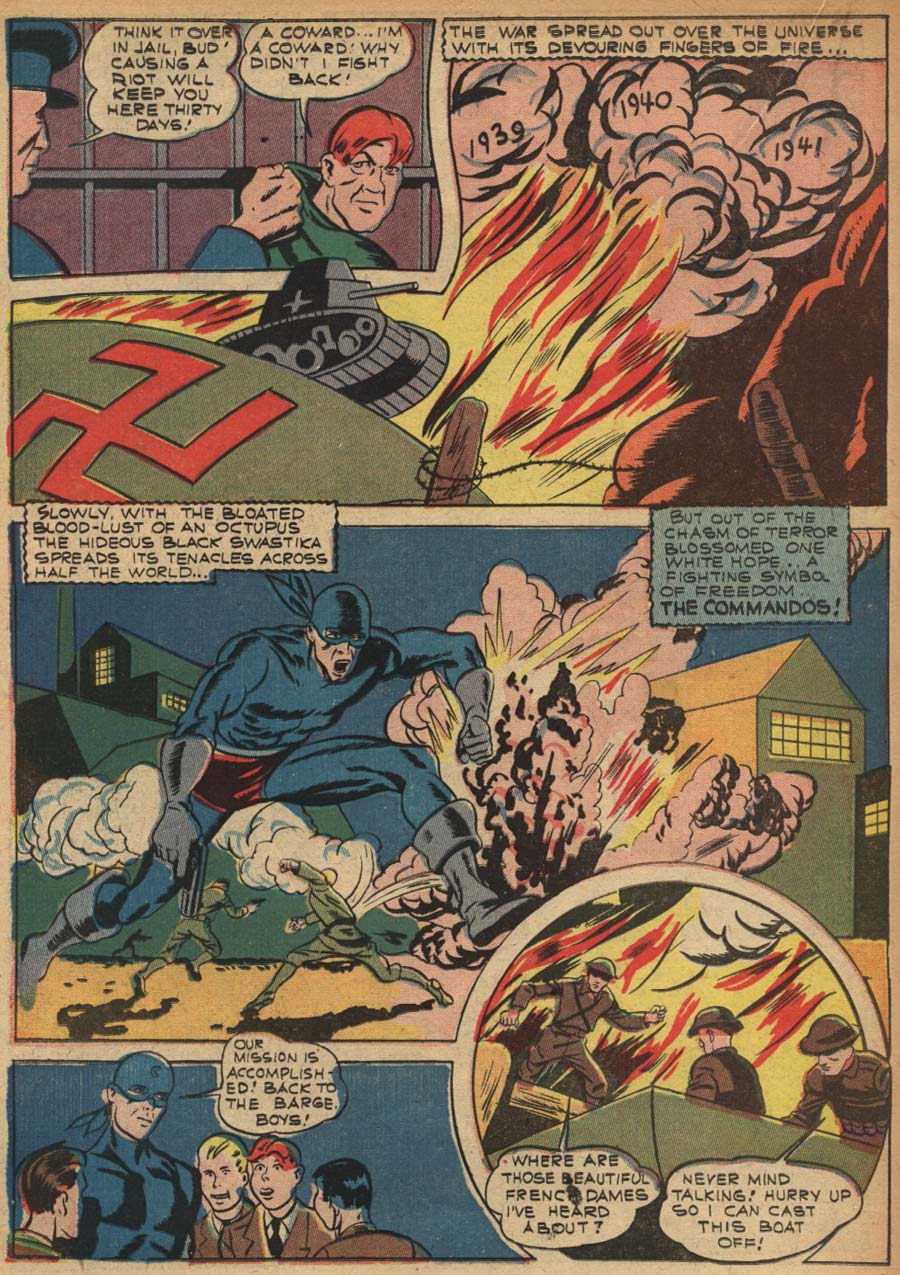 THINK IT OVER
IN JAIL, BUD!
CAUSING A
RIOT WILL
KEEP YOU
HERE THIRTY
DAYS!
A COWARD... I'M
A COWARD! WHY
DIDN'T I FIGHT
BACK!
THE WAR SPREAD OUT OVER THE UNIVERSE
WITH ITS DEVOURING FINGERS OF FIRE...
1939
1940
1941
SLOWLY, WITH THE BLOATED
BLOOD-LUST OF AN OCTUPUS
THE HIDEOUS BLACK SWASTIKA
SPREADS ITS TENACLES ACROSS
HALF THE WORLD...
BUT OUT OF THE
CHASM OF TERROR
BLOSSOMED ONE
WHITE HOPE... A
FIGHTING SYMBOL
OF FREEDOM...
THE COMMANDOS!
OUR
MISSION IS
ACCOMPLISH-
ED! BACK TO
THE BARGE,
BOYS!
WHERE ARE
THOSE BEAUTIFUL
FRENCH DAMES
I'VE HEARD
ABOUT?
NEVER MIND
TALKING! HURRY UP
SO I CAN CAST
THIS BOAT
OFF!